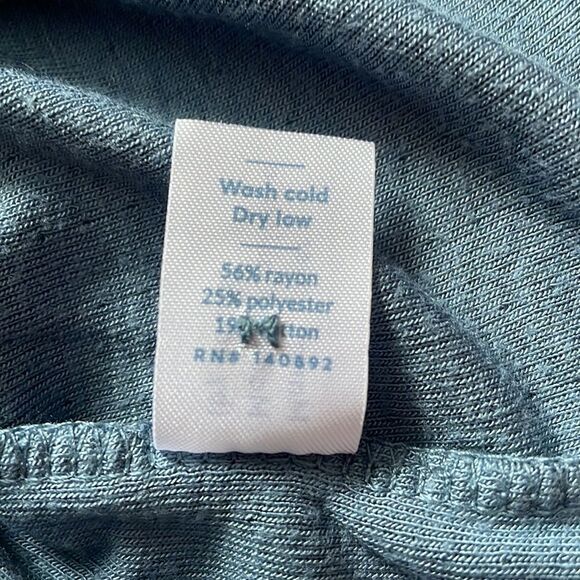 Wash cold
Dry low
56% rayon
25% polyester
19%
RN# 140892